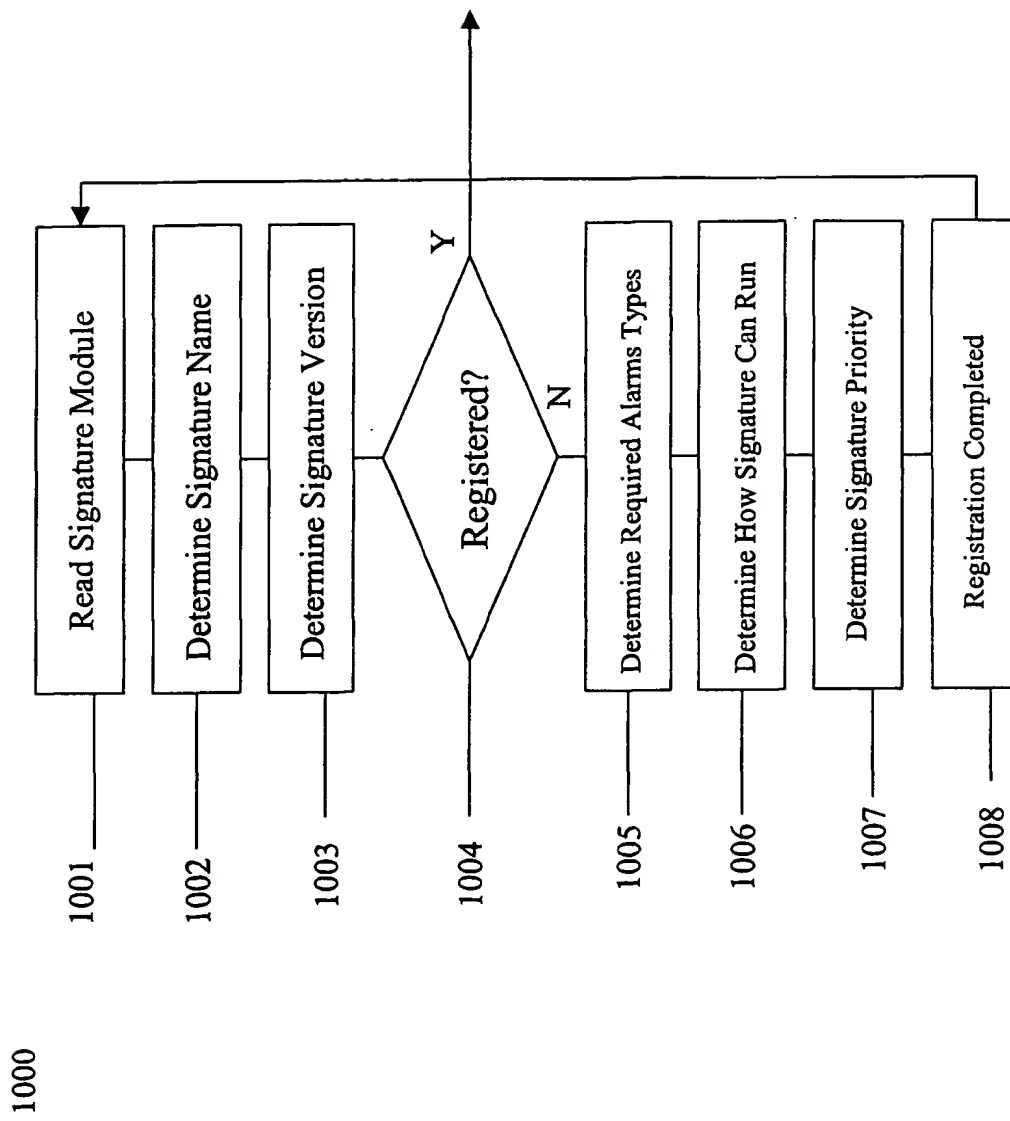 1000
1001
Read Signature Module
1002
Determine Signature Name
1003
Determine Signature Version
1004
Registered?
Y
N
1005
Determine Required Alarms Types
1006
Determine How Signature Can Run
1007
Determine Signature Priority
1008
Registration Completed